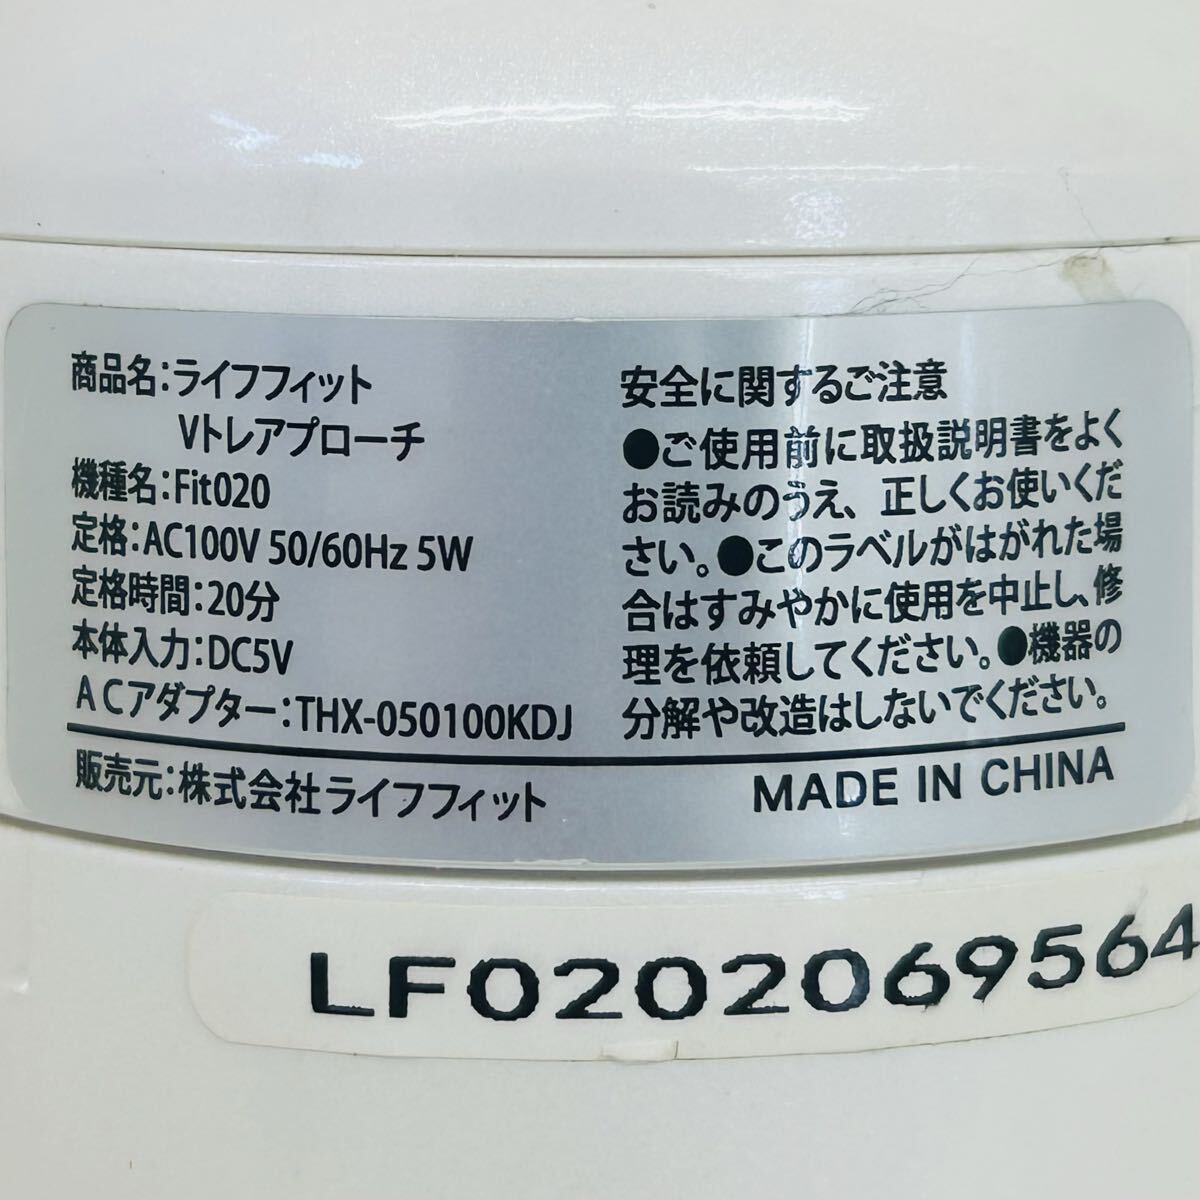 商品名:ライフフィット
Vトレアプローチ
機種名:Fit020
定格:AC100V 50/60Hz 5W
定格時間:20分
本体入力:DC5V
ACアダプター:THX-050100KDJ
販売元:株式会社ライフフィット
安全に関するご注意
●ご使用前に取扱説明書をよく
お読みのうえ、正しくお使いくだ
さい。●このラベルがはがれた場
合はすみやかに使用を中止し、修
理を依頼してください。●機器の
分解や改造はしないでください。
MADE IN CHINA
LF0202069564